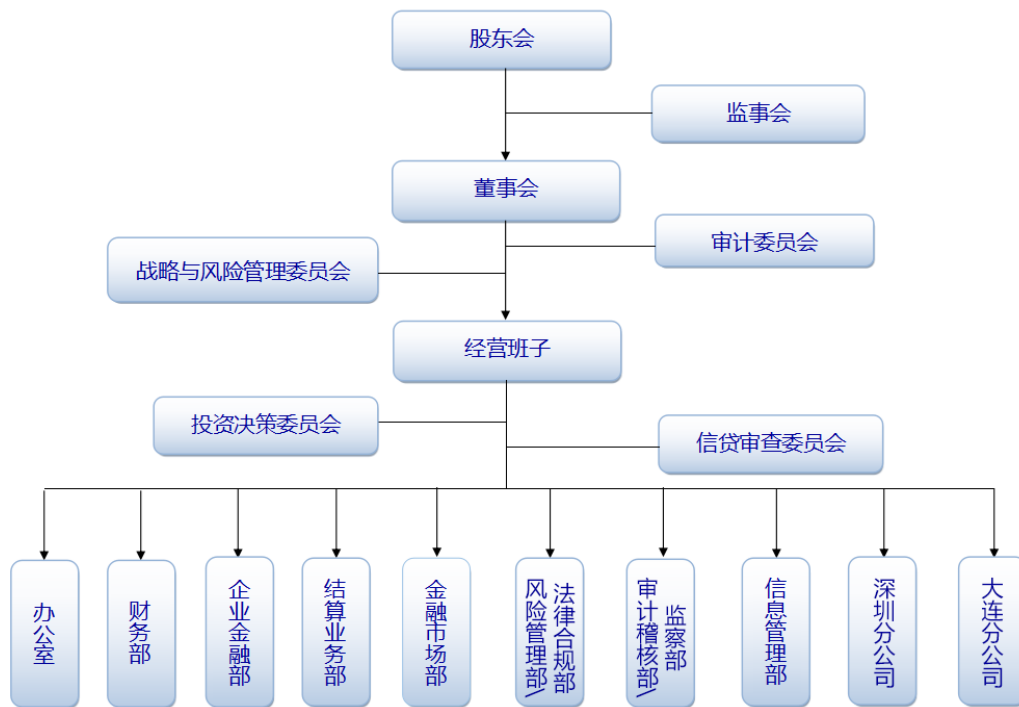 股东会
监事会
董事会
审计委员会
战略与风险管理委员会
经营班子
投资决策委员会
信贷审查委员会
办公室
财务部
企业金融部
结算业务部
金融市场部
风险管理部/
法律合规部
审计稽核部/
监察部
信息管理部
深圳分公司
大连分公司